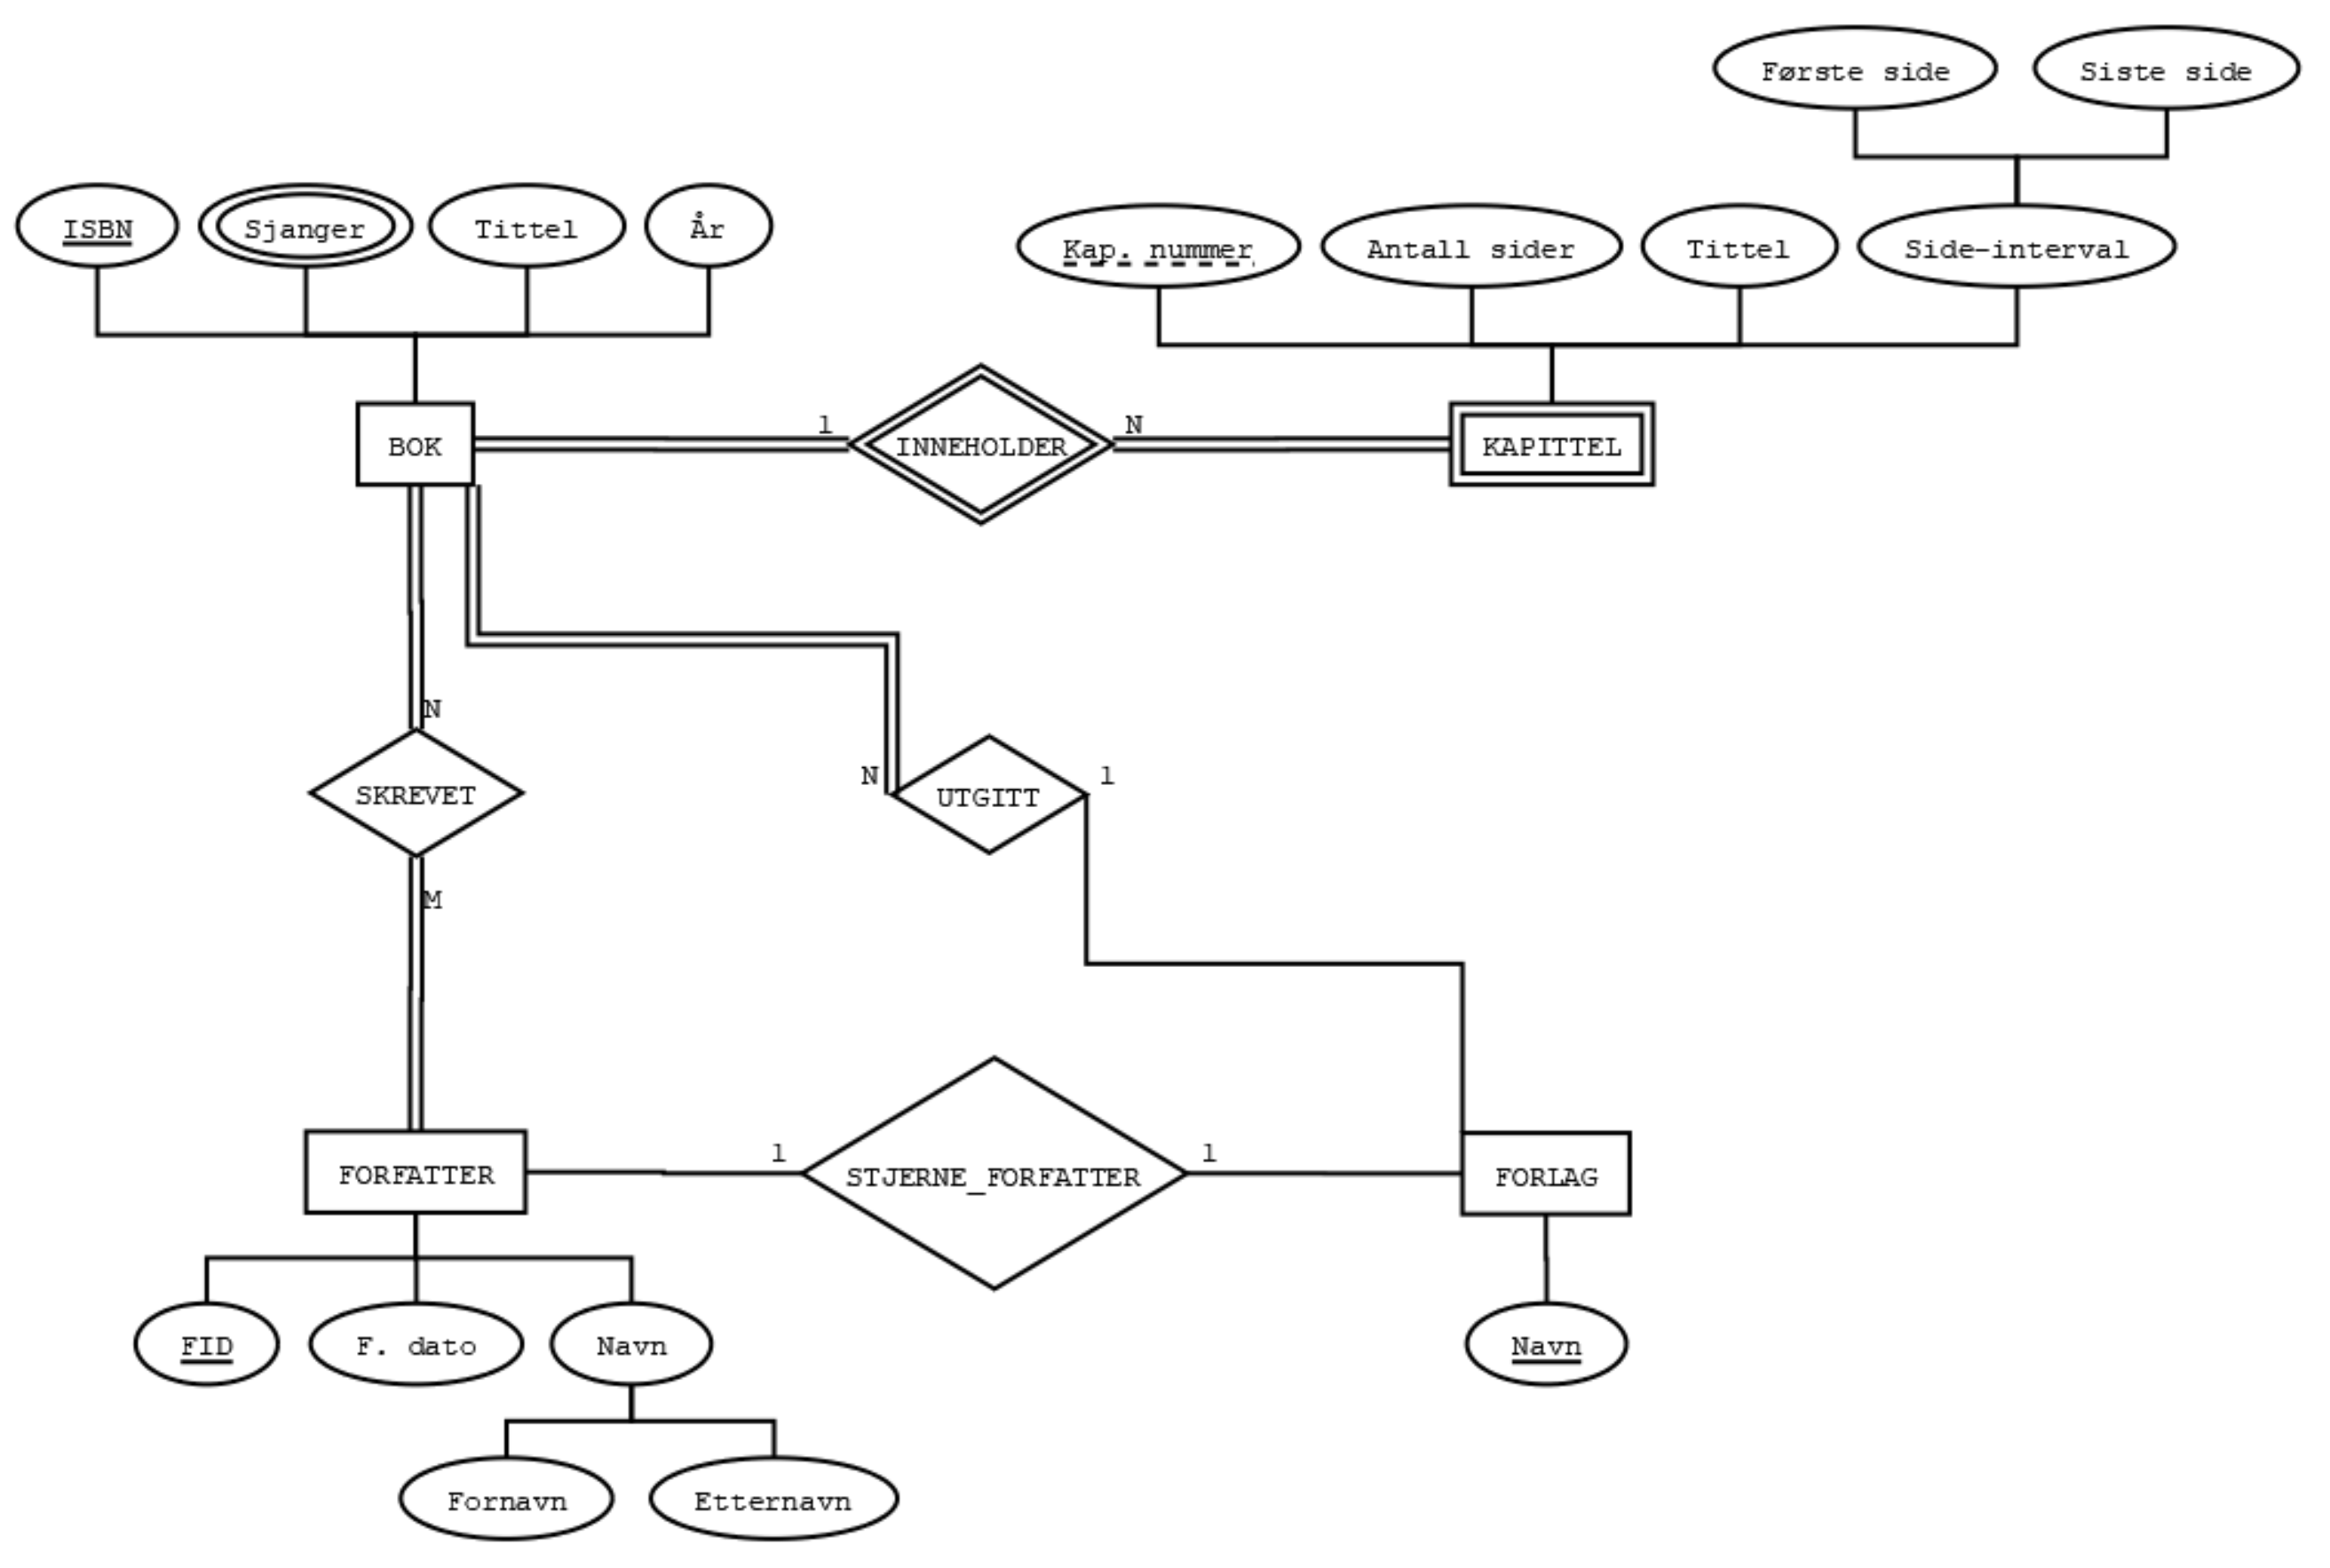 Første side
Siste side
ISBN
Sjanger
Tittel
År
Kap. nummer
Antall sider
Tittel
Side-interval
BOK
1
INNEHOLDER
N
KAPITTEL
N
SKREVET
M
N
UTGITT
1
FORFATTER
1
STJERNE_FORFATTER
1
FORLAG
FID
F. dato
Navn
Navn
Fornavn
Etternavn